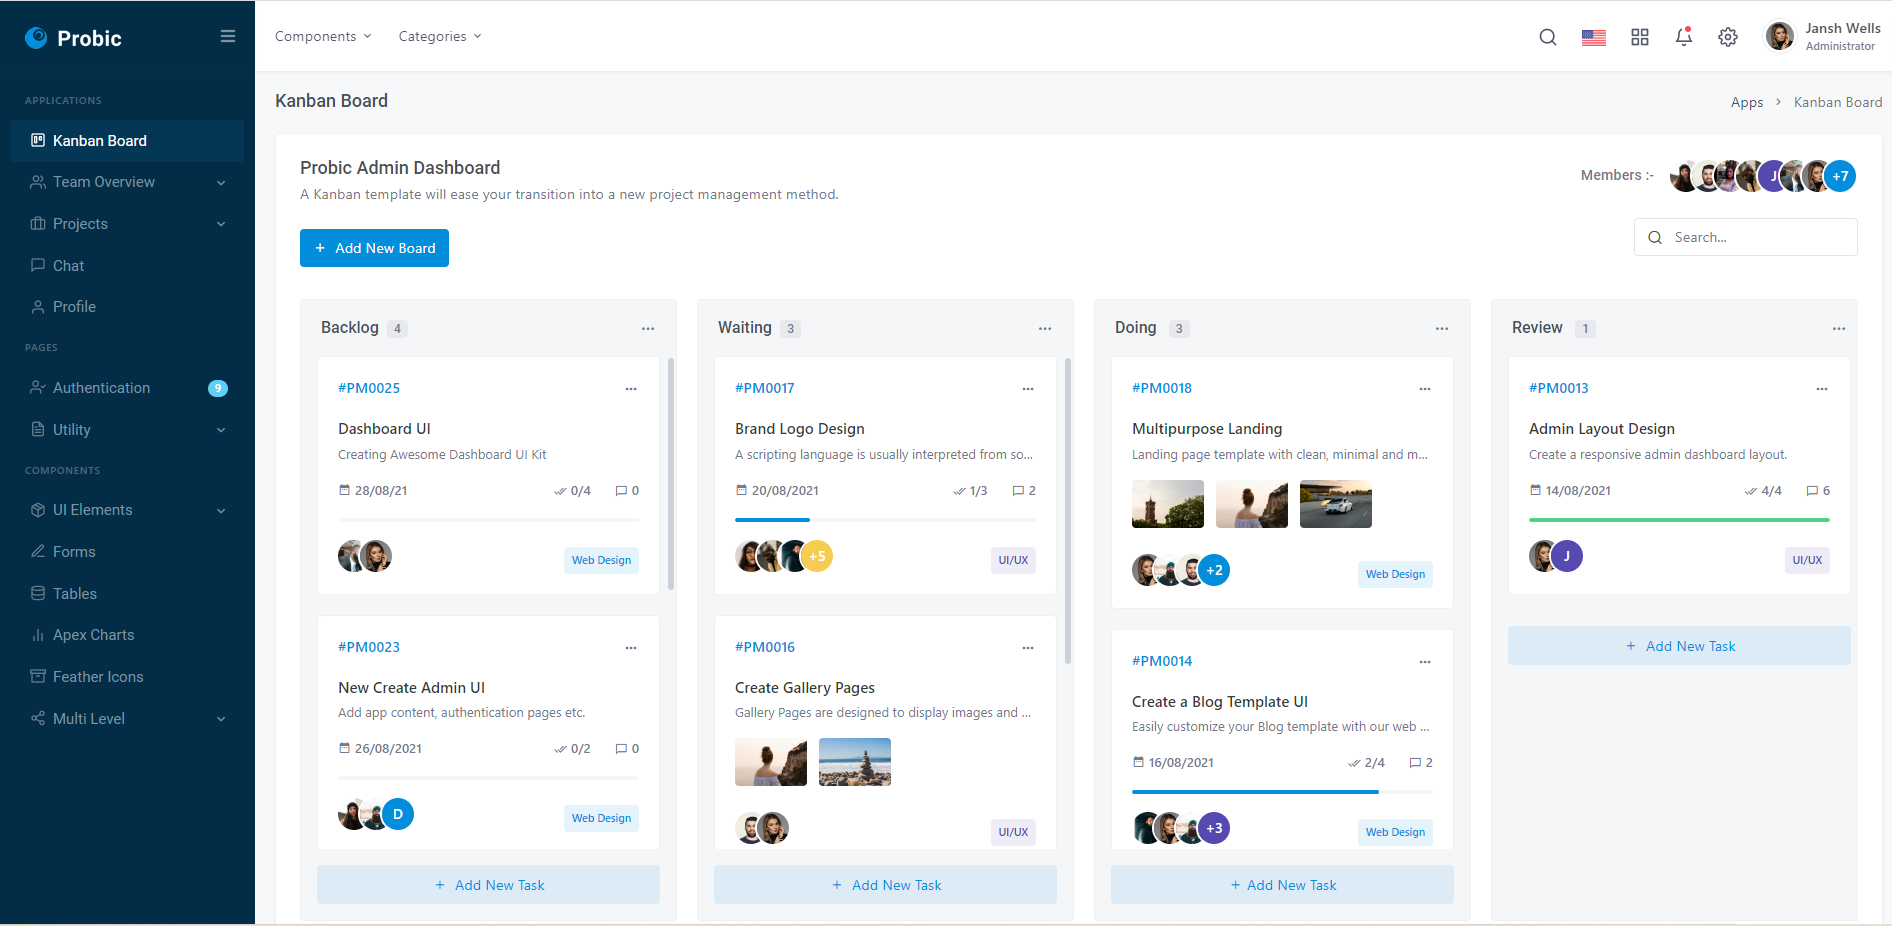 Probic
Components
Categories
Jansh Wells
Administrator
APPLICATIONS
Kanban Board
Team Overview
Projects
Chat
Profile
PAGES
Authentication 9
Utility
COMPONENTS
UI Elements
Forms
Tables
Apex Charts
Feather Icons
Multi Level
Kanban Board
Apps > Kanban Board
Probic Admin Dashboard
A Kanban template will ease your transition into a new project management method.
Members :- J +7
+ Add New Board
Search...
Backlog 4
#PM0025
Dashboard UI
Creating Awesome Dashboard UI Kit
28/08/21 0/4 0
Web Design
#PM0023
New Create Admin UI
Add app content, authentication pages etc.
26/08/2021 0/2 0
D Web Design
+ Add New Task
Waiting 3
#PM0017
Brand Logo Design
A scripting language is usually interpreted from so...
20/08/2021 1/3 2
+5 UI/UX
#PM0016
Create Gallery Pages
Gallery Pages are designed to display images and ...
UI/UX
+ Add New Task
Doing 3
#PM0018
Multipurpose Landing
Landing page template with clean, minimal and m...
+2 Web Design
#PM0014
Create a Blog Template UI
Easily customize your Blog template with our web ...
16/08/2021 2/4 2
+3 Web Design
+ Add New Task
Review 1
#PM0013
Admin Layout Design
Create a responsive admin dashboard layout.
14/08/2021 4/4 6
J UI/UX
+ Add New Task